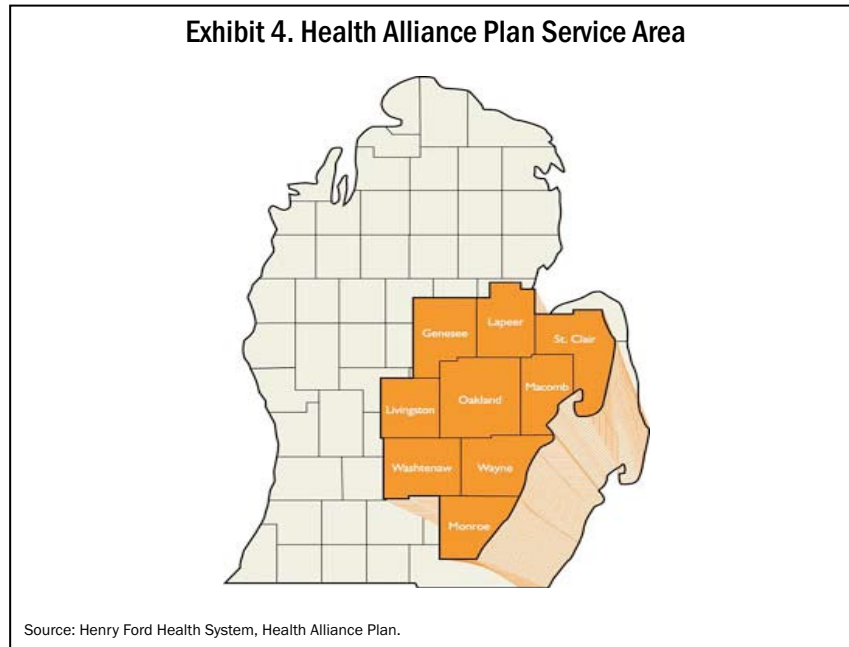 Exhibit 4. Health Alliance Plan Service Area
Genesee
Lapeer
St. Clair
Livingston
Oakland
Macomb
Washtenaw
Wayne
Monroe
Source: Henry Ford Health System, Health Alliance Plan.